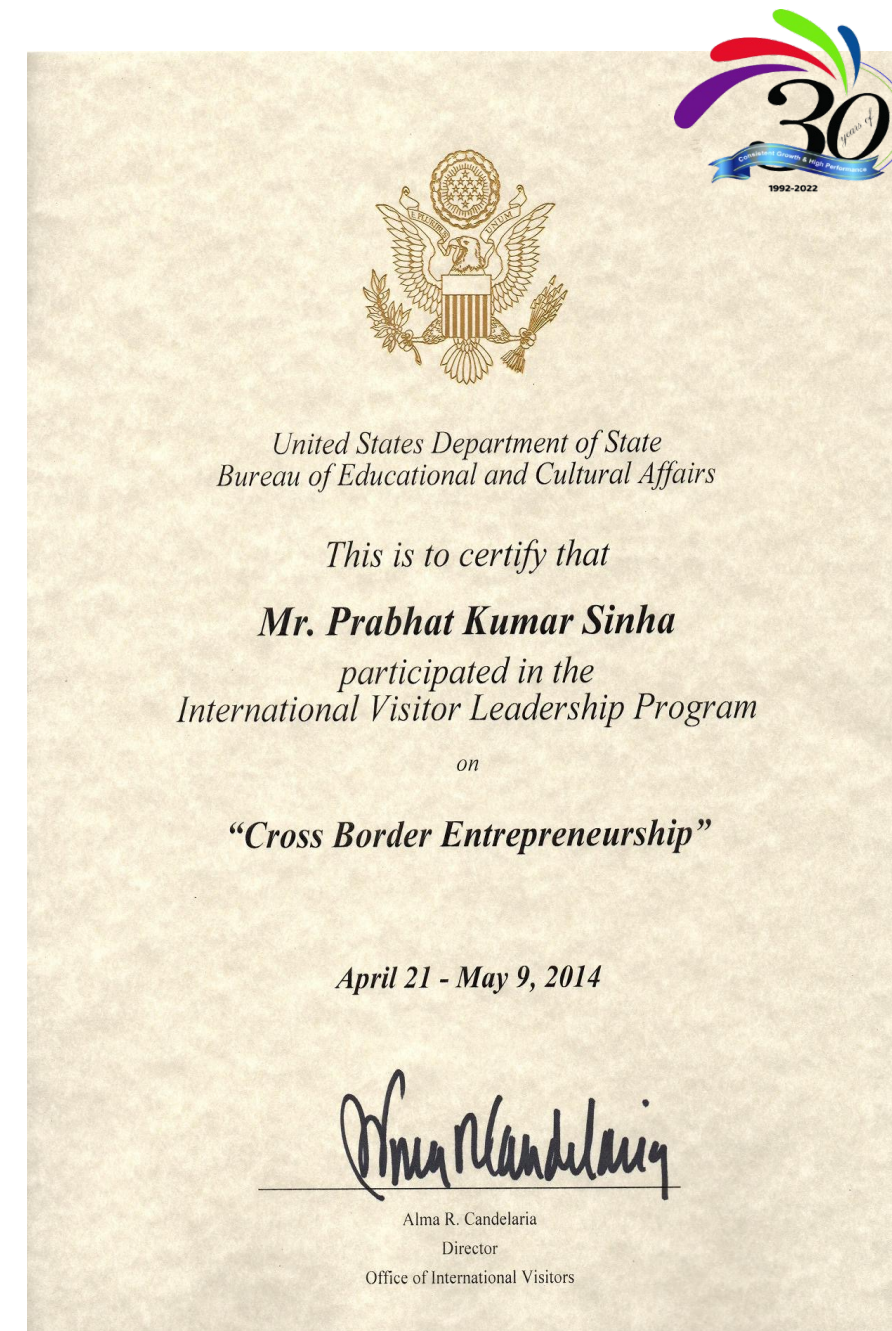 30
years of
Consistent Growth & High Performance
1992-2022
E PLURIBUS UNUM
United States Department of State
Bureau of Educational and Cultural Affairs
This is to certify that
Mr. Prabhat Kumar Sinha
participated in the
International Visitor Leadership Program
on
“Cross Border Entrepreneurship”
April 21 - May 9, 2014
Alma R Candelaria
Alma R. Candelaria
Director
Office of International Visitors